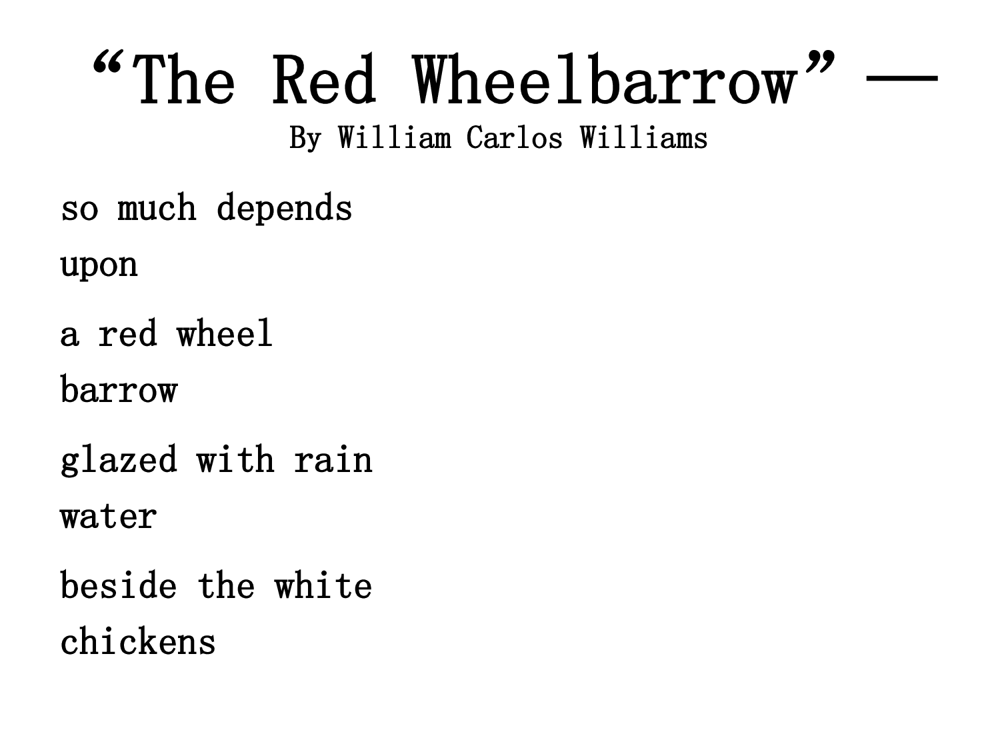 “The Red Wheelbarrow”—
By William Carlos Williams
so much depends
upon
a red wheel
barrow
glazed with rain
water
beside the white
chickens